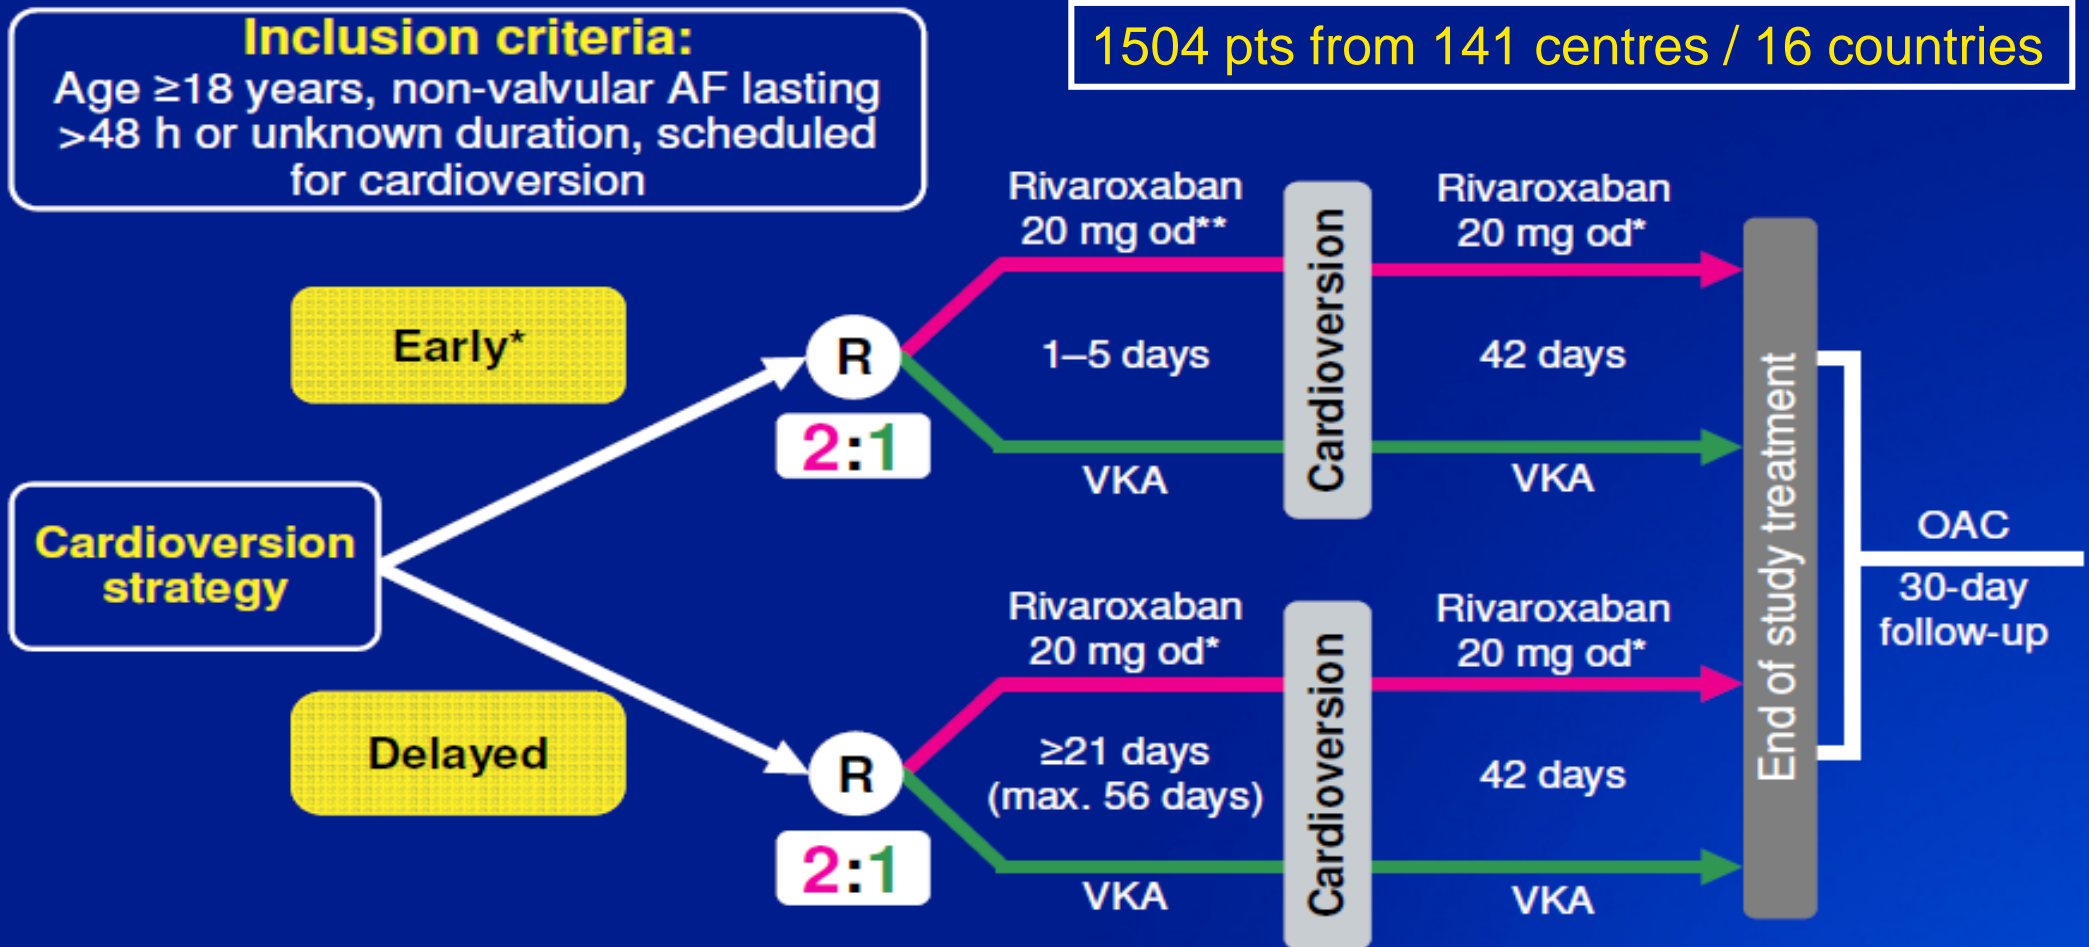 Inclusion criteria:
Age ≥18 years, non-valvular AF lasting
>48 h or unknown duration, scheduled
for cardioversion
1504 pts from 141 centres / 16 countries
Cardioversion
strategy
Early*
R
2:1
Rivaroxaban
20 mg od**
1–5 days
VKA
Cardioversion
Rivaroxaban
20 mg od*
42 days
VKA
Delayed
R
2:1
Rivaroxaban
20 mg od*
≥21 days
(max. 56 days)
VKA
Cardioversion
Rivaroxaban
20 mg od*
42 days
VKA
End of study treatment
OAC
30-day
follow-up